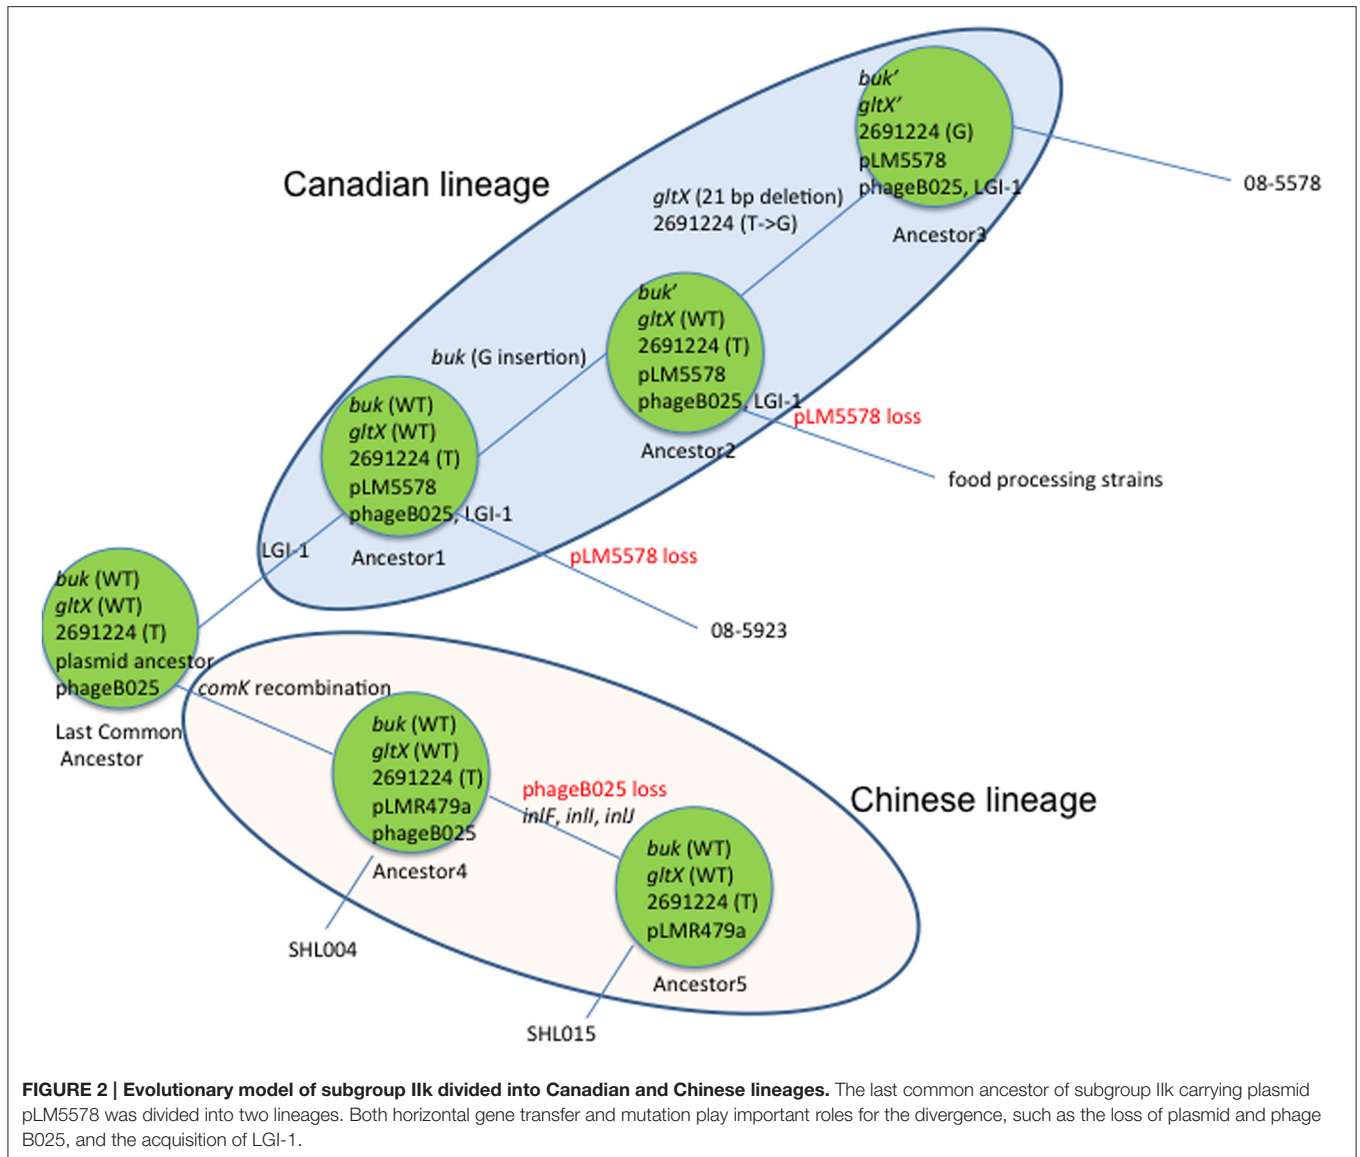 buk’
gltX’
2691224 (G)
pLM5578
phageB025, LGI-1
Ancestor3
08-5578
Canadian lineage
gltX (21 bp deletion)
2691224 (T->G)
buk’
gltX (WT)
2691224 (T)
pLM5578
phageB025, LGI-1
Ancestor2
pLM5578 loss
food processing strains
buk (G insertion)
buk (WT)
gltX (WT)
2691224 (T)
pLM5578
phageB025, LGI-1
Ancestor1
pLM5578 loss
08-5923
LGI-1
buk (WT)
gltX (WT)
2691224 (T)
plasmid ancestor
phageB025
Last Common
Ancestor
comK recombination
buk (WT)
gltX (WT)
2691224 (T)
pLMR479a
phageB025
Ancestor4
SHL004
phageB025 loss
inlF, inlI, inlJ
Chinese lineage
buk (WT)
gltX (WT)
2691224 (T)
pLMR479a
Ancestor5
SHL015
FIGURE 2 | Evolutionary model of subgroup IIk divided into Canadian and Chinese lineages. The last common ancestor of subgroup IIk carrying plasmid
pLM5578 was divided into two lineages. Both horizontal gene transfer and mutation play important roles for the divergence, such as the loss of plasmid and phage
B025, and the acquisition of LGI-1.